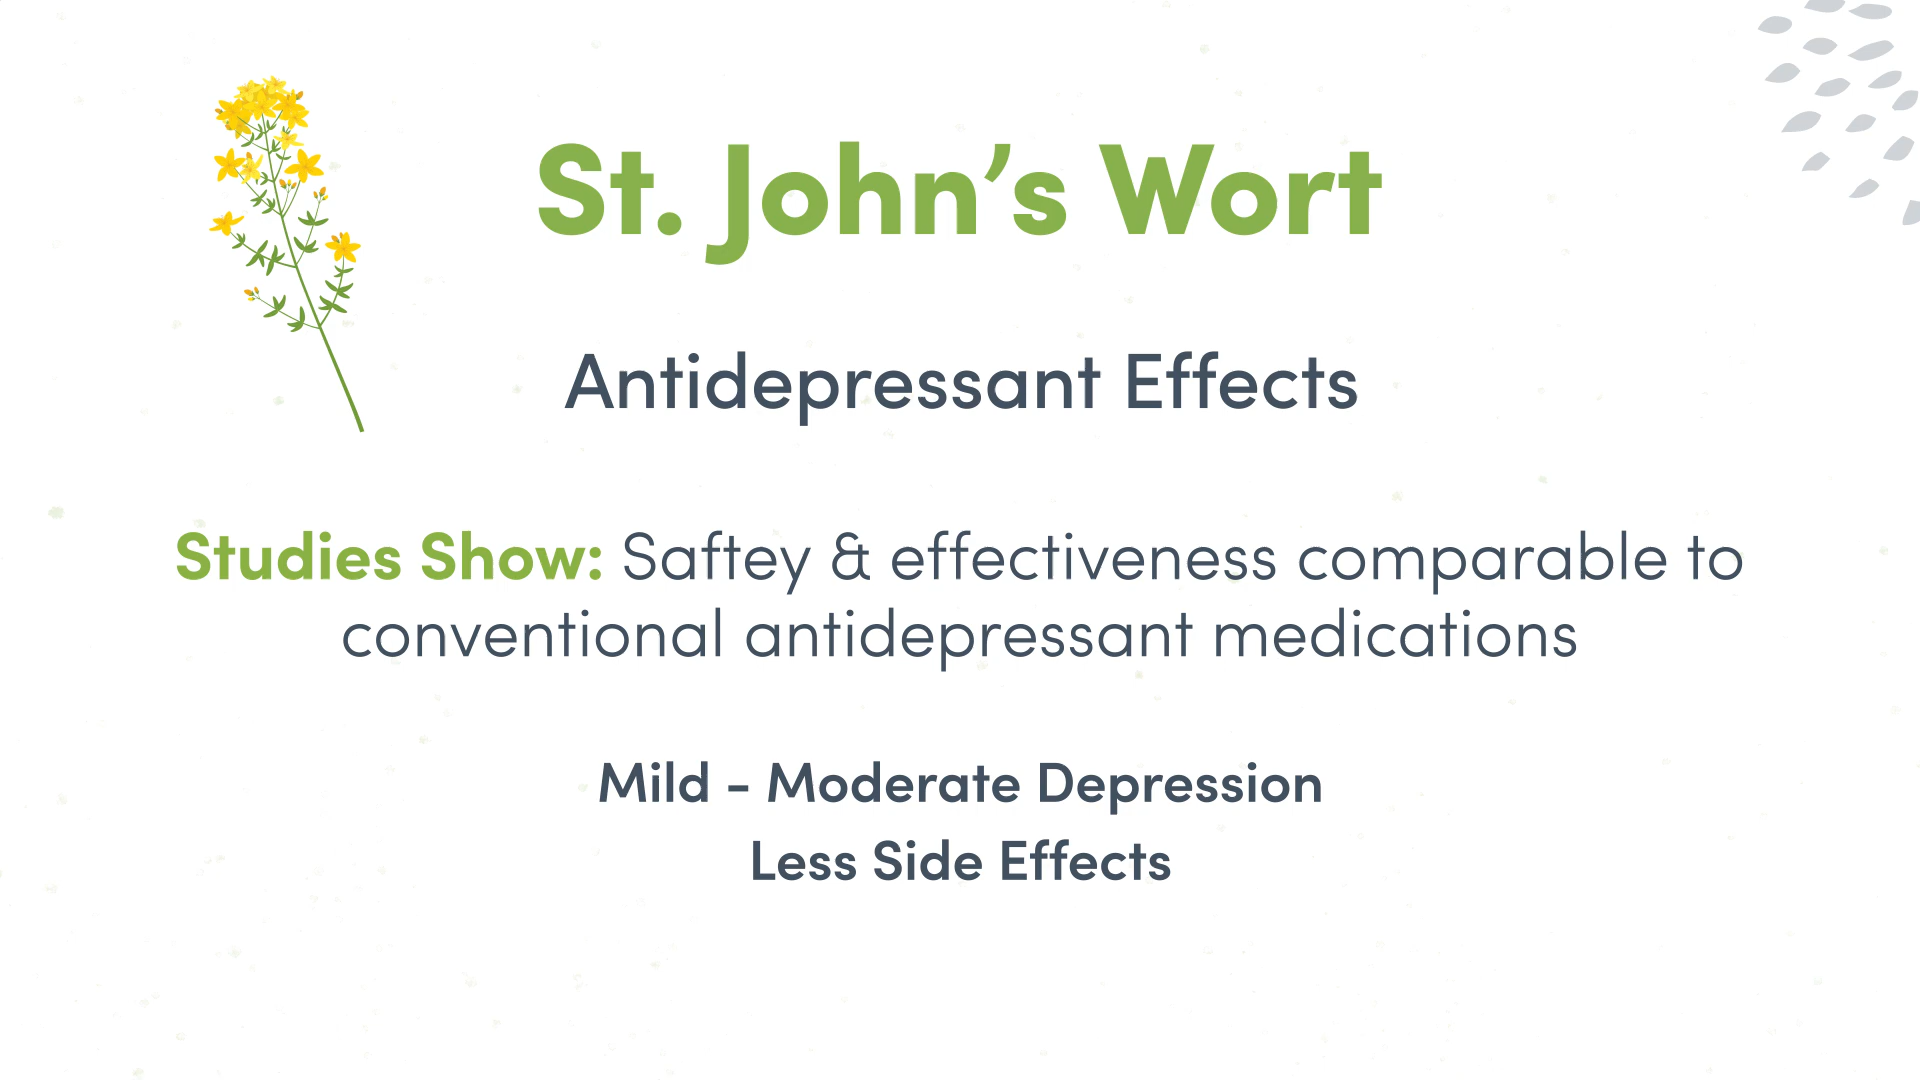 St. John’s Wort
Antidepressant Effects
Studies Show: Saftey & effectiveness comparable to
conventional antidepressant medications
Mild - Moderate Depression
Less Side Effects